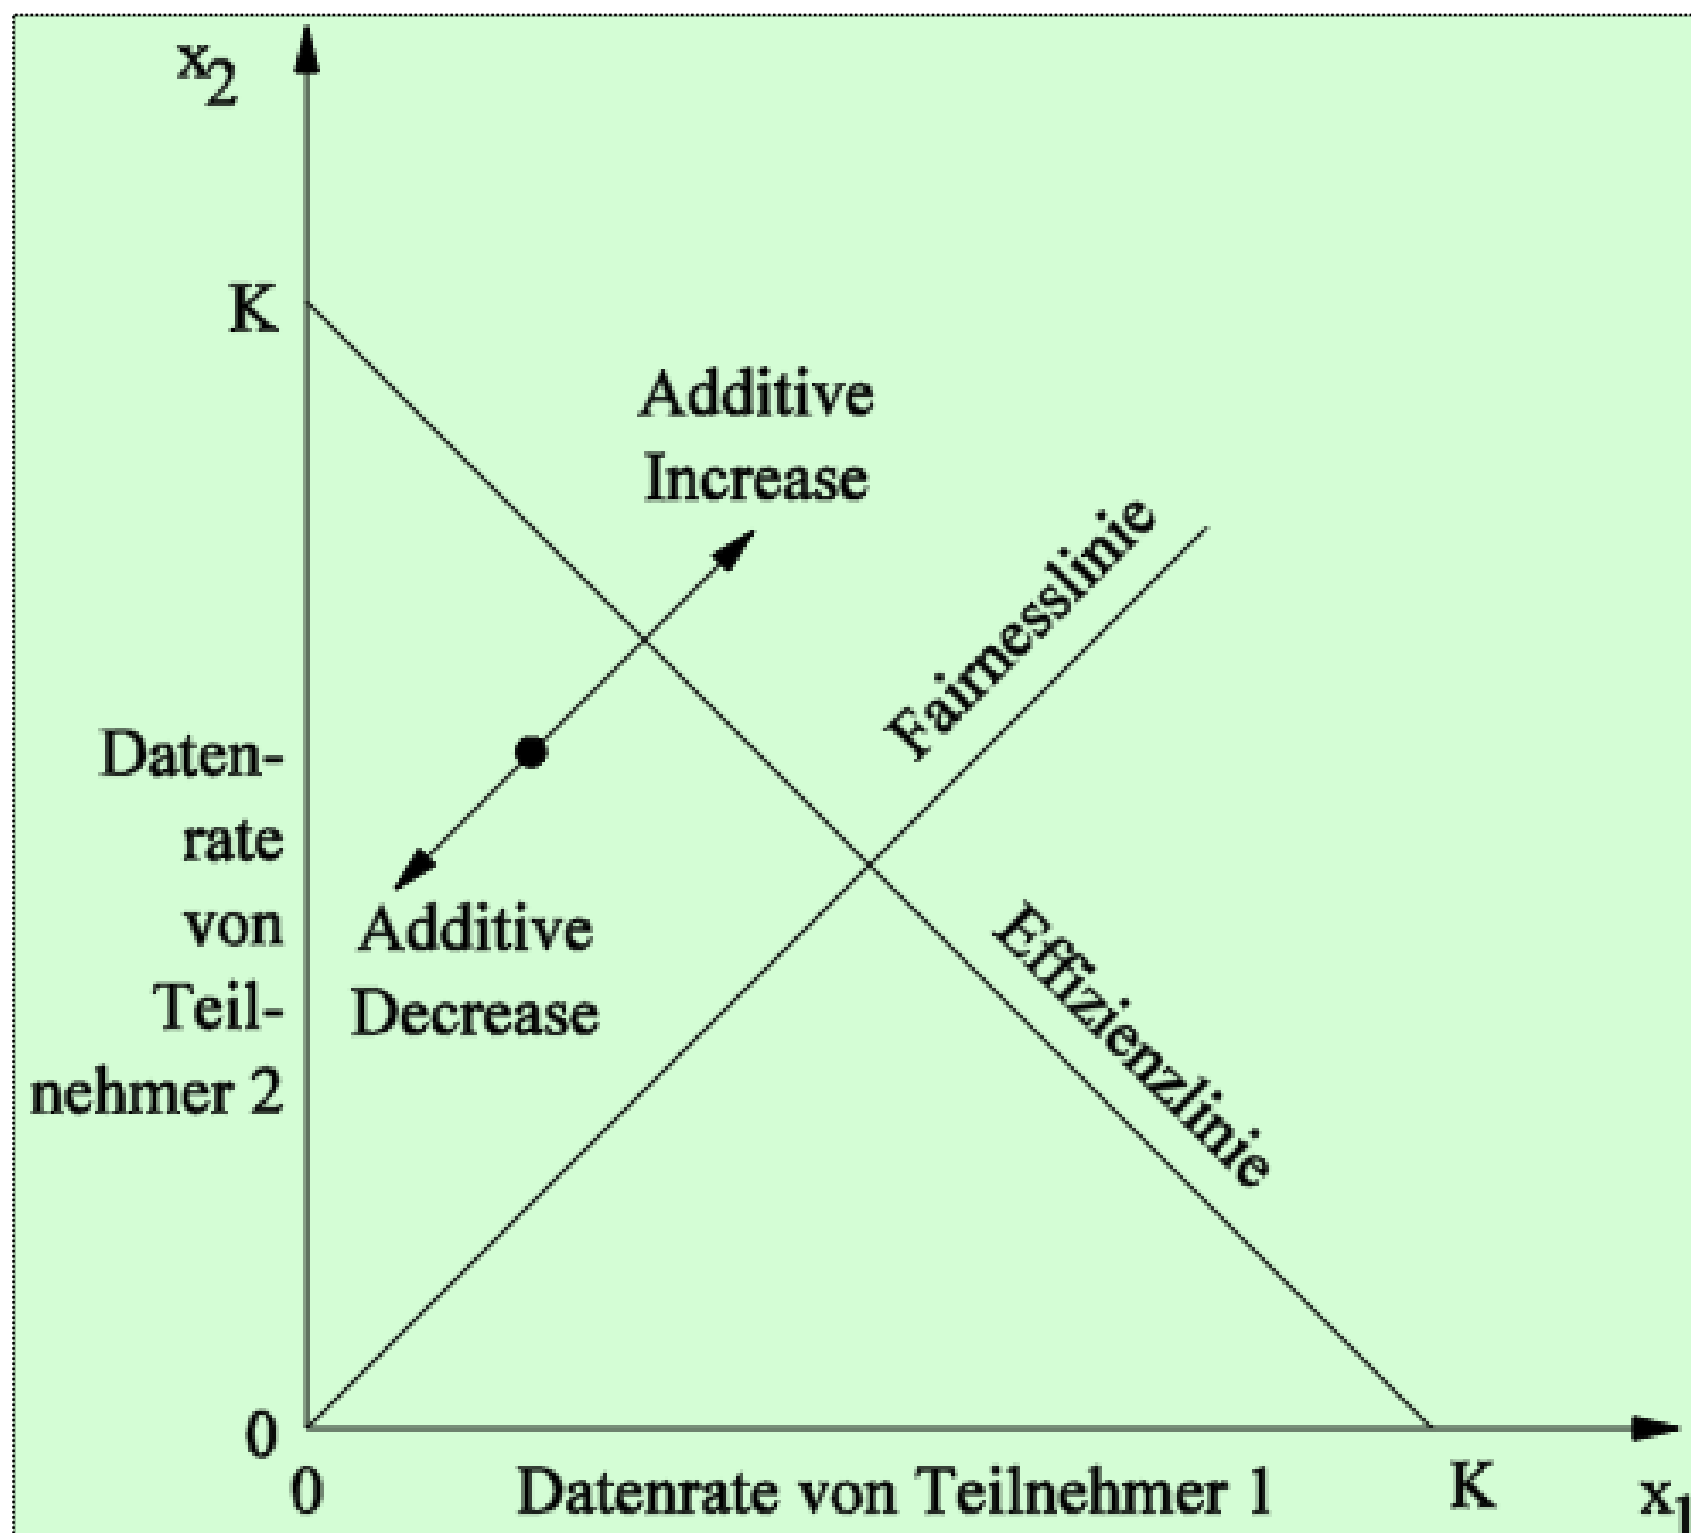 x2
K
Additive
Increase
Fairnesslinie
Daten-
rate
von
Teil-
nehmer 2
Additive
Decrease
Effizienzlinie
0
0
Datenrate von Teilnehmer 1
K
x1